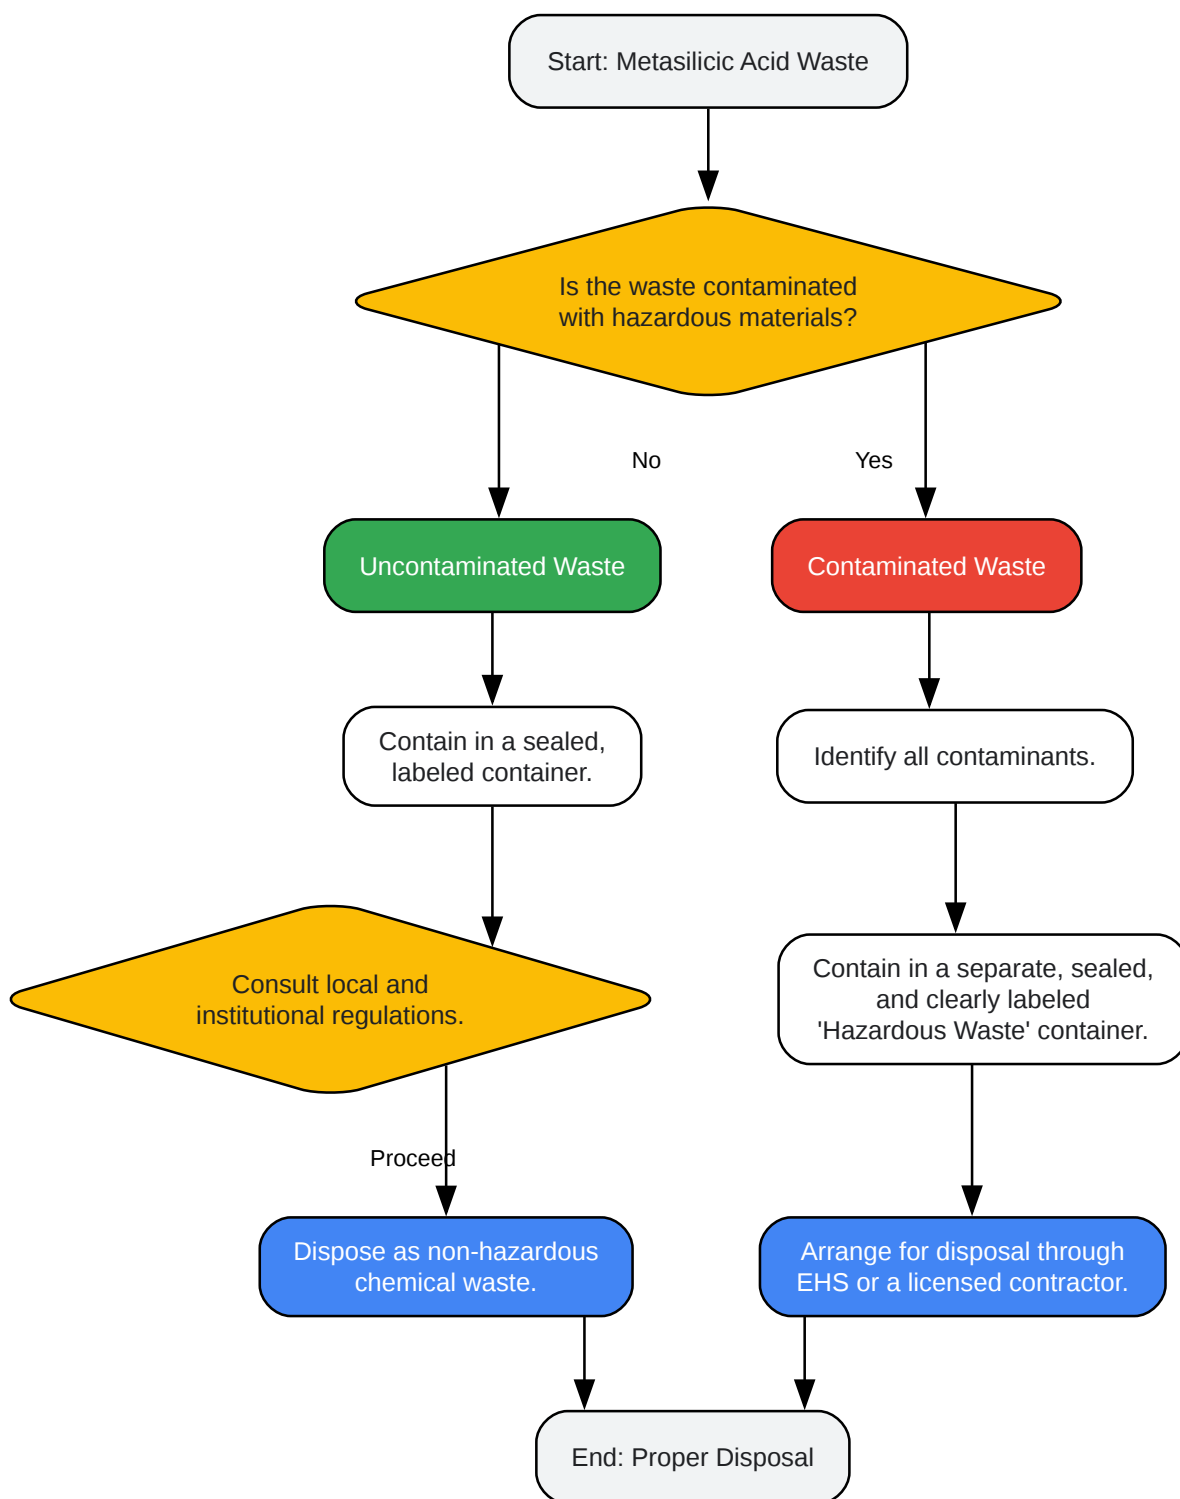 Start: Metasilicic Acid Waste
Is the waste contaminated
with hazardous materials?
No
Yes
Uncontaminated Waste
Contaminated Waste
Contain in a sealed,
labeled container.
Identify all contaminants.
Consult local and
institutional regulations.
Contain in a separate, sealed,
and clearly labeled
'Hazardous Waste' container.
Proceed
Dispose as non-hazardous
chemical waste.
Arrange for disposal through
EHS or a licensed contractor.
End: Proper Disposal